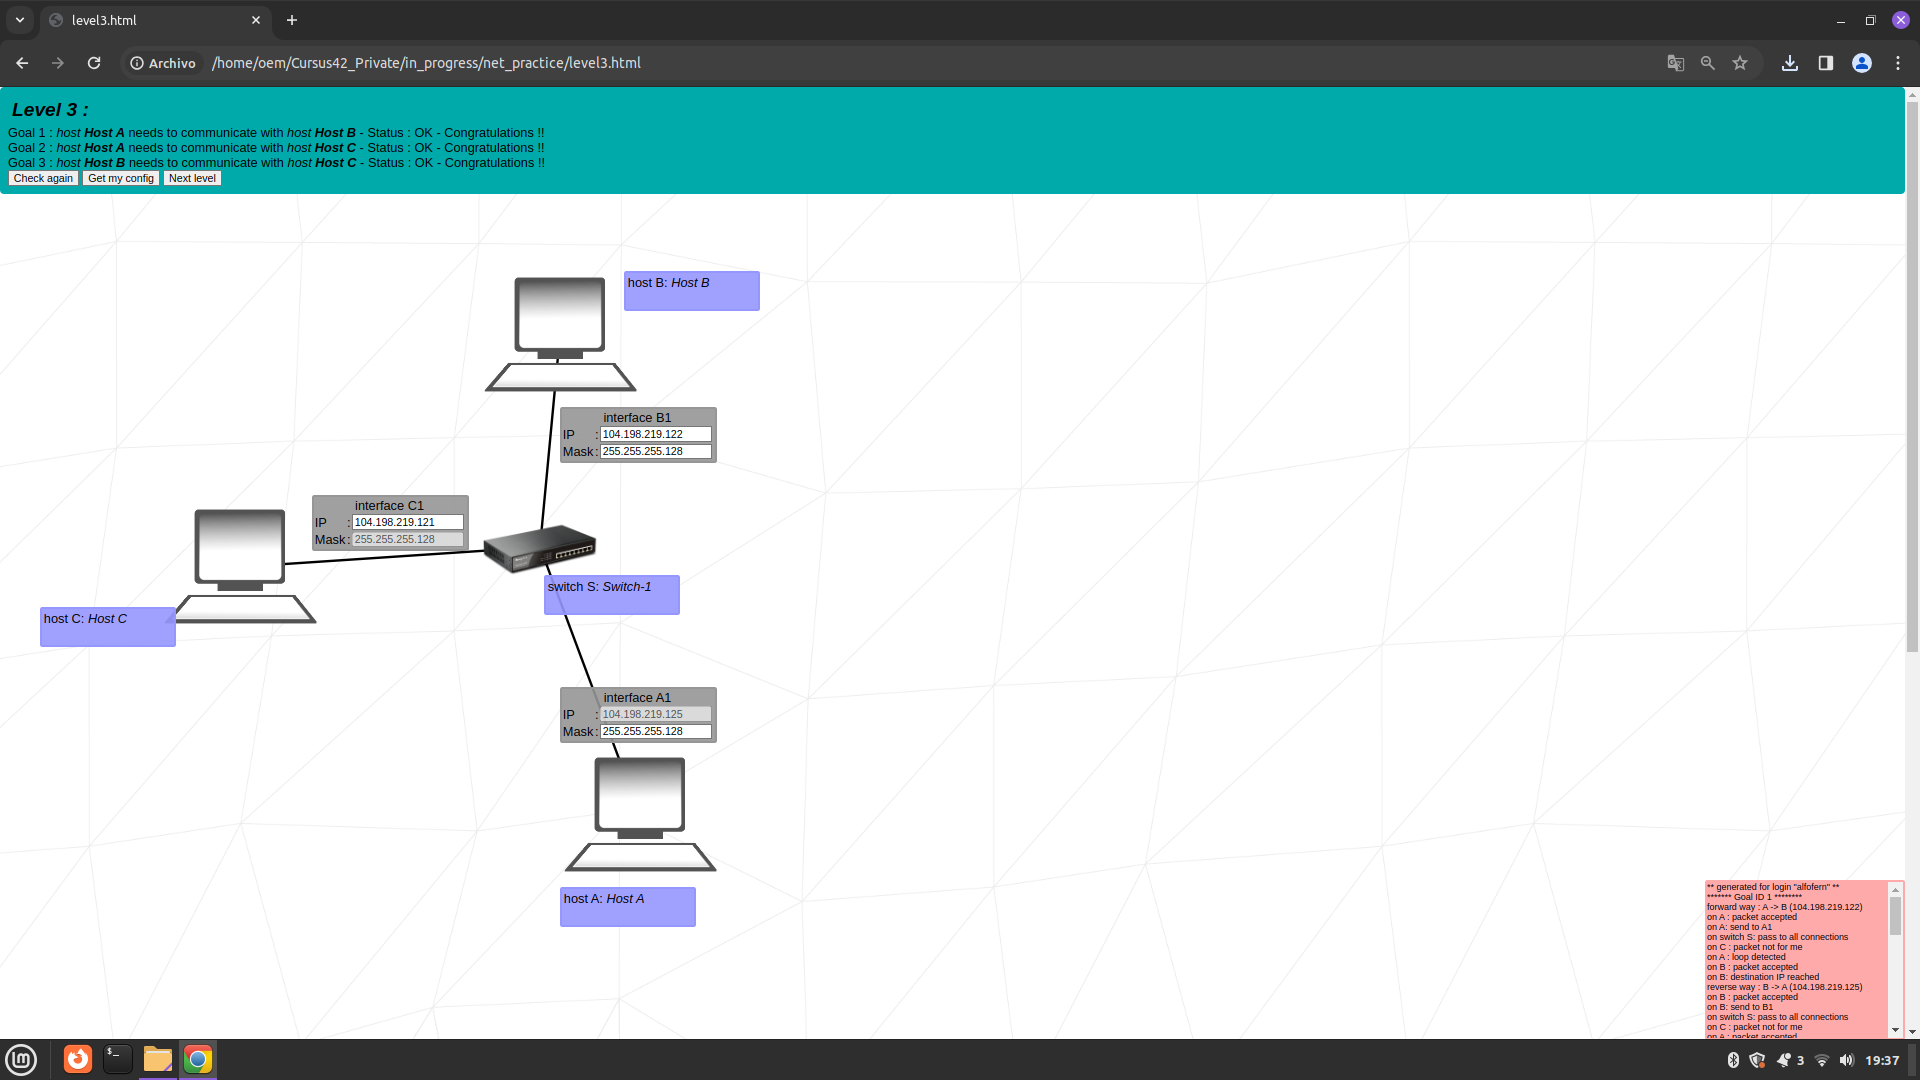 level3.html
Archivo /home/oem/Cursus42_Private/in_progress/net_practice/level3.html
Level 3 :
Goal 1 : host Host A needs to communicate with host Host B - Status : OK - Congratulations !!
Goal 2 : host Host A needs to communicate with host Host C - Status : OK - Congratulations !!
Goal 3 : host Host B needs to communicate with host Host C - Status : OK - Congratulations !!
Check again Get my config Next level
host B: Host B
interface B1
IP : 104.198.219.122
Mask : 255.255.255.128
interface C1
IP : 104.198.219.121
Mask : 255.255.255.128
switch S: Switch-1
host C: Host C
interface A1
IP : 104.198.219.125
Mask : 255.255.255.128
host A: Host A
** generated for login "alfofern" **
******* Goal ID 1 ********
forward way : A -> B (104.198.219.122)
on A : packet accepted
on A: send to A1
on switch S: pass to all connections
on C : packet not for me
on A : loop detected
on B : packet accepted
on B: destination IP reached
reverse way : B -> A (104.198.219.125)
on B : packet accepted
on B: send to B1
on switch S: pass to all connections
on C : packet not for me
on A : packet accepted
3 19:37